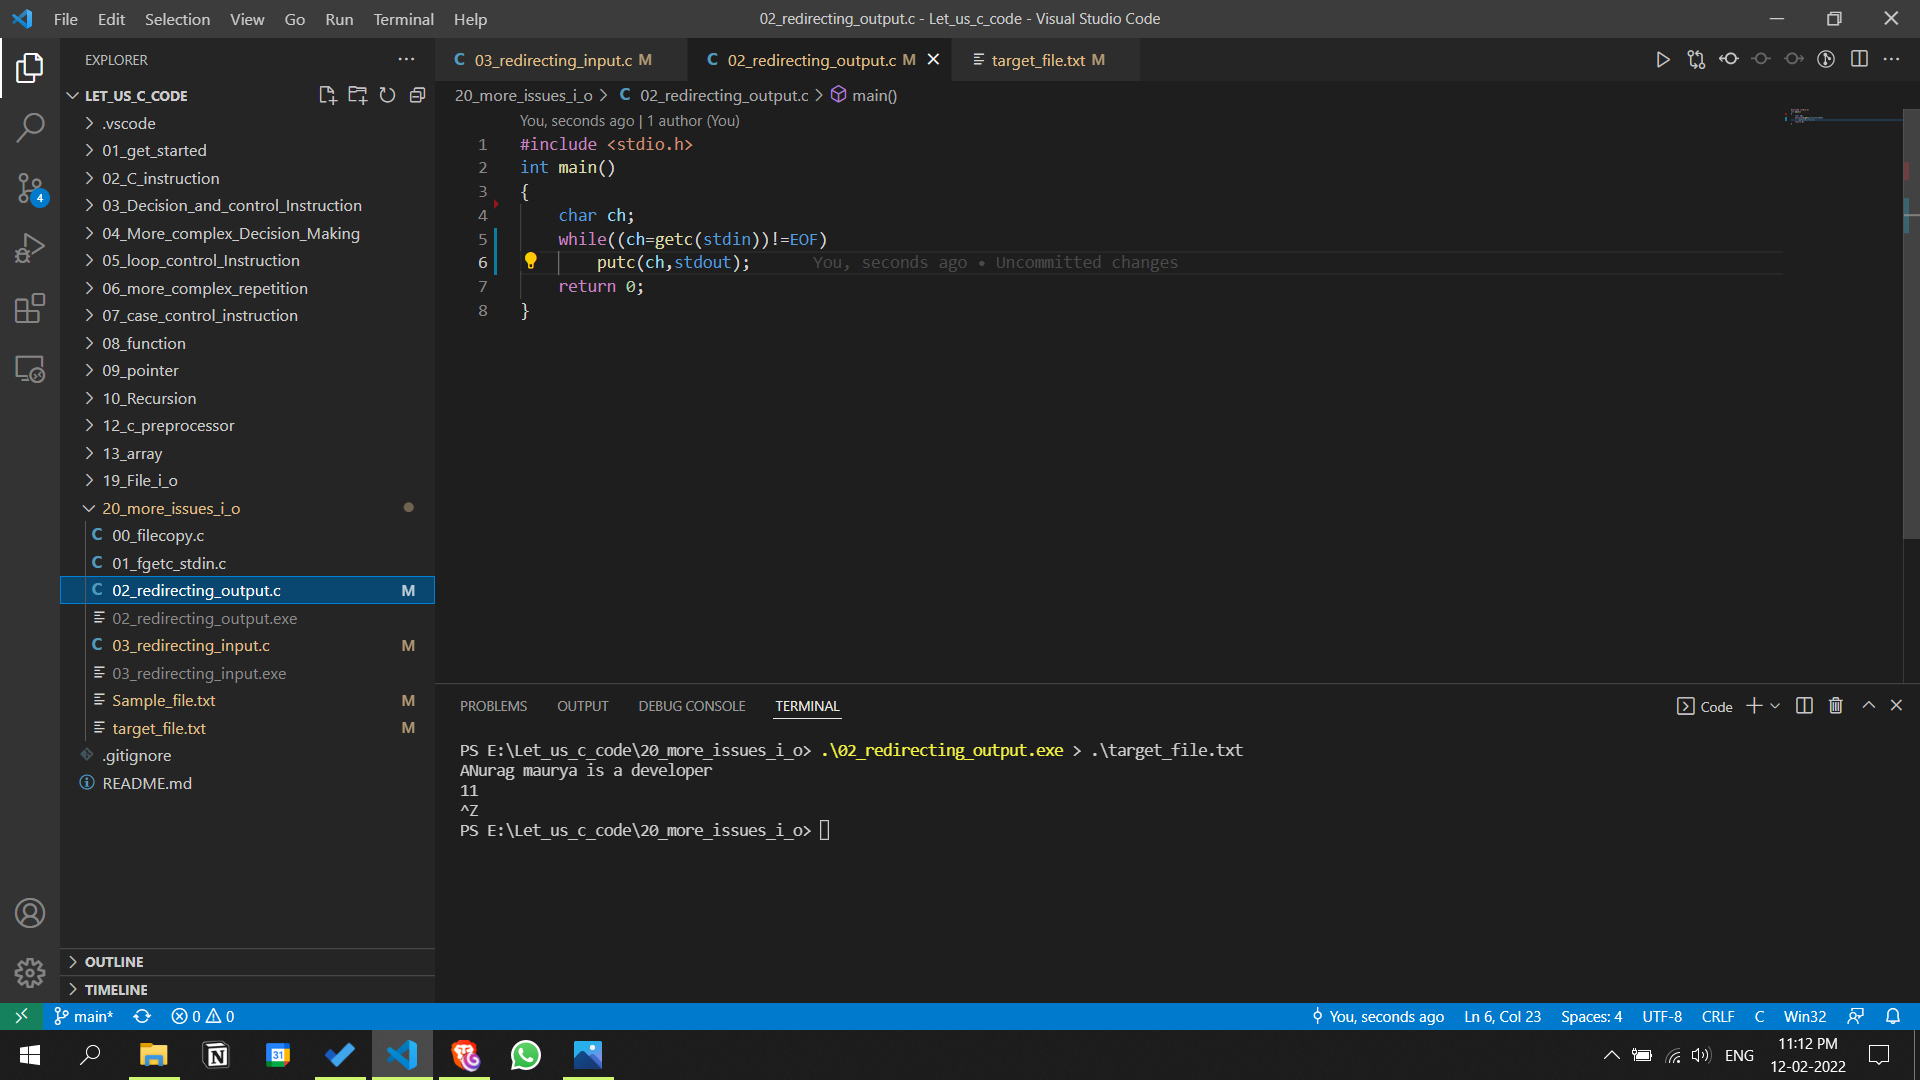 File Edit Selection View Go Run Terminal Help
02_redirecting_output.c - Let_us_c_code - Visual Studio Code
EXPLORER
LET_US_C_CODE
.vscode
01_get_started
02_C_instruction
03_Decision_and_control_Instruction
04_More_complex_Decision_Making
05_loop_control_Instruction
06_more_complex_repetition
07_case_control_instruction
08_function
09_pointer
10_Recursion
12_c_preprocessor
13_array
19_File_i_o
20_more_issues_i_o
C 00_filecopy.c
C 01_fgetc_stdin.c
C 02_redirecting_output.c M
02_redirecting_output.exe
C 03_redirecting_input.c M
03_redirecting_input.exe
Sample_file.txt M
target_file.txt M
.gitignore
README.md
OUTLINE
TIMELINE
4
C 03_redirecting_input.c M C 02_redirecting_output.c M target_file.txt M
20_more_issues_i_o > C 02_redirecting_output.c > main()
You, seconds ago | 1 author (You)
1 #include <stdio.h>
2 int main()
3 {
4 char ch;
5 while((ch=getc(stdin))!=EOF)
6 putc(ch,stdout); You, seconds ago • Uncommitted changes
7 return 0;
8 }
PROBLEMS OUTPUT DEBUG CONSOLE TERMINAL
Code
PS E:\Let_us_c_code\20_more_issues_i_o> .\02_redirecting_output.exe > .\target_file.txt
ANurag maurya is a developer
11
^Z
PS E:\Let_us_c_code\20_more_issues_i_o>
main* 0 0
You, seconds ago Ln 6, Col 23 Spaces: 4 UTF-8 CRLF C Win32
N 31
ENG
11:12 PM
12-02-2022